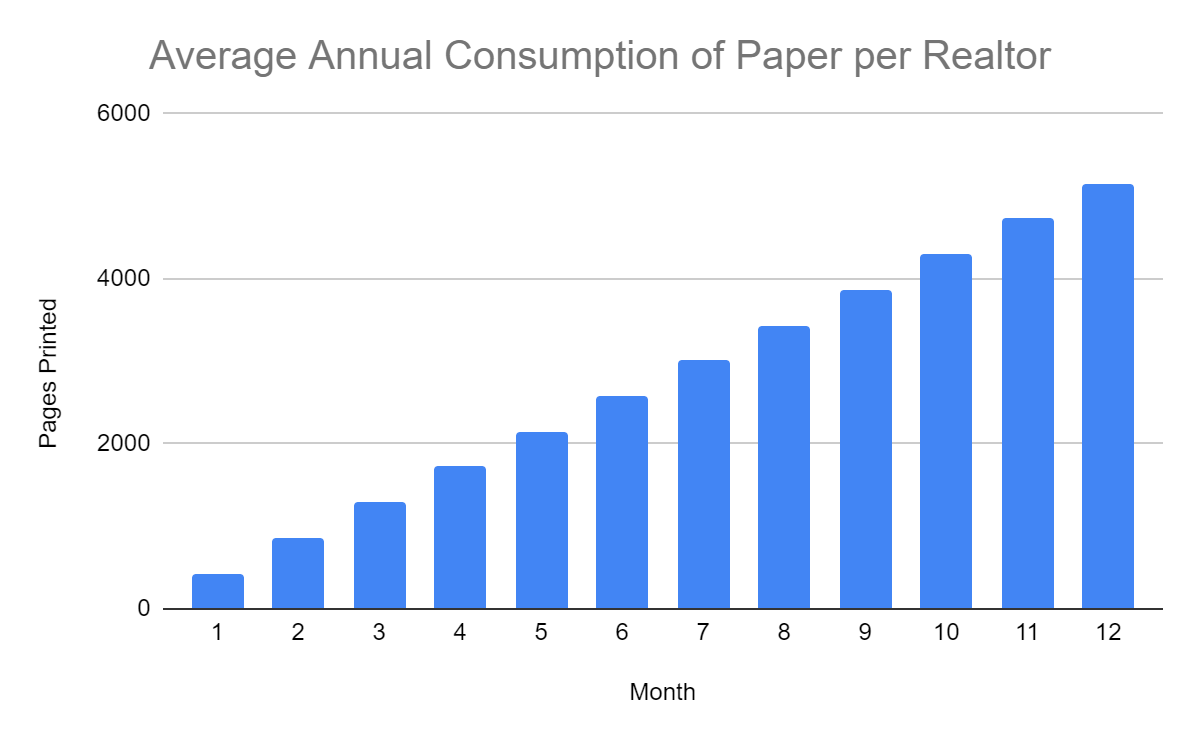 Average Annual Consumption of Paper per Realtor
6000
4000
2000
0
Pages Printed
1 2 3 4 5 6 7 8 9 10 11 12
Month